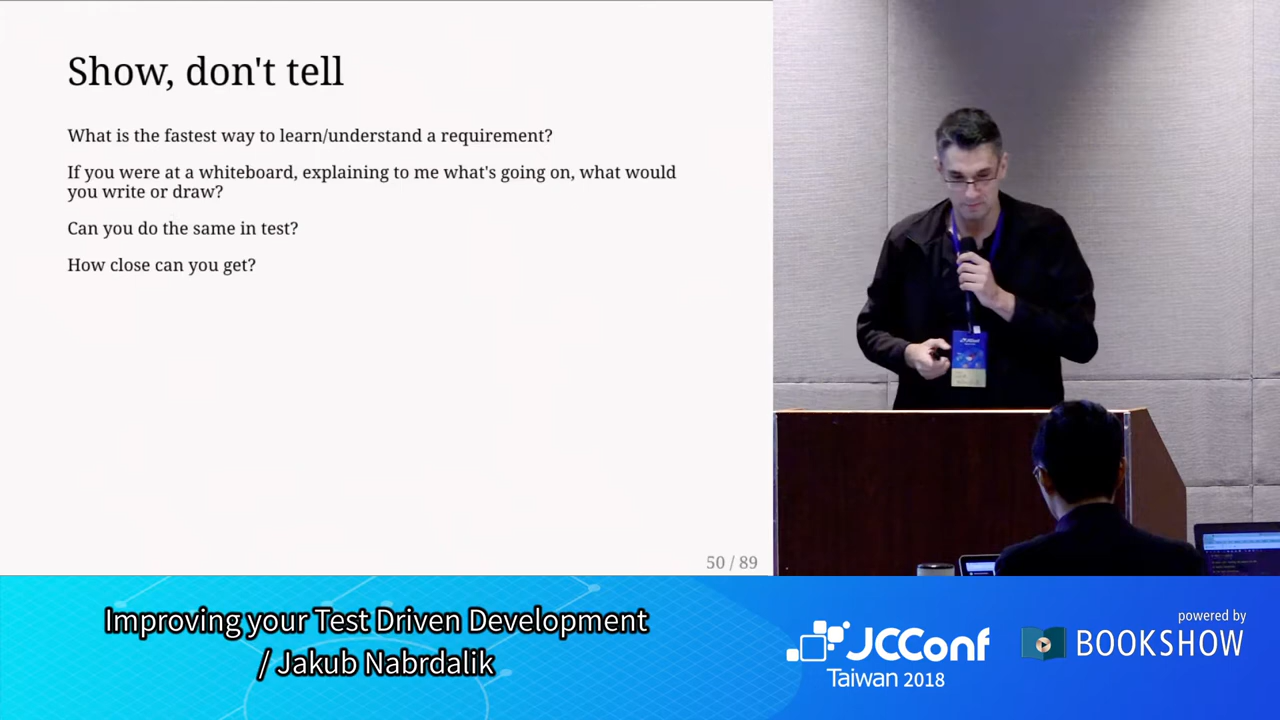 Show, don't tell
What is the fastest way to learn/understand a requirement?
If you were at a whiteboard, explaining to me what's going on, what would
you write or draw?
Can you do the same in test?
How close can you get?
50 / 89
Improving your Test Driven Development
/ Jakub Nabrdalik
JCConf
Taiwan 2018
powered by
BOOKSHOW